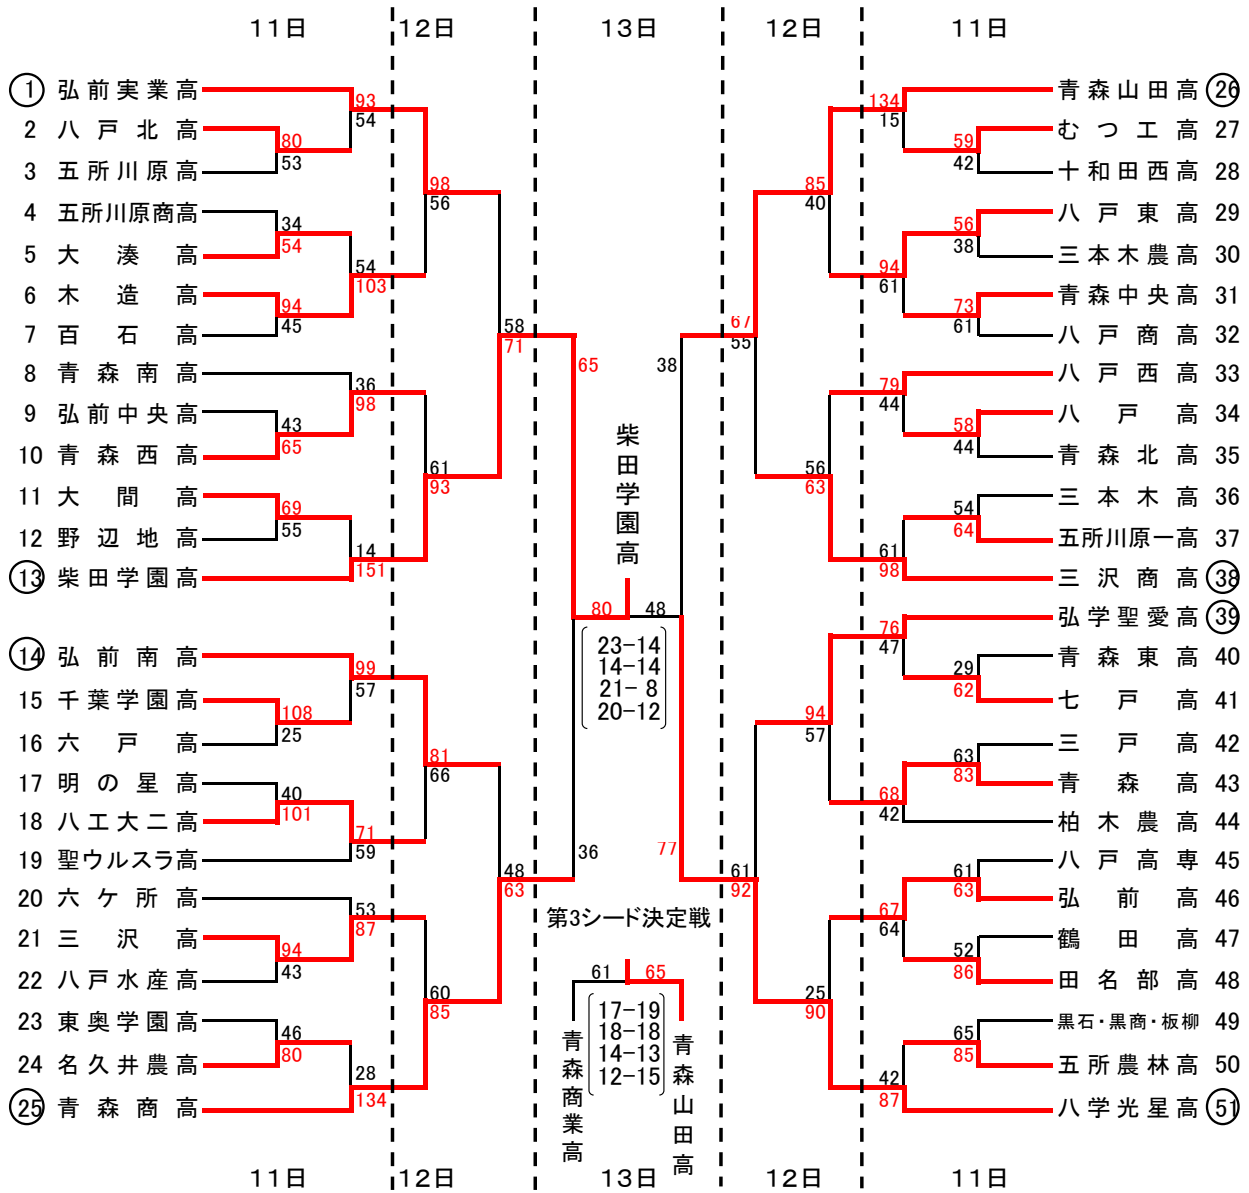 11日 12日 13日 12日 11日
① 弘前実業高
2 八戸北高
3 五所川原高
4 五所川原商高
5 大湊高
6 木造高
7 百石高
8 青森南高
9 弘前中央高
10 青森西高
11 大間高
12 野辺地高
⑬ 柴田学園高
⑭ 弘前南高
15 千葉学園高
16 六戸高
17 明の星高
18 八工大二高
19 聖ウルスラ高
20 六ケ所高
21 三沢高
22 八戸水産高
23 東奥学園高
24 名久井農高
㉕ 青森商高
93
54
80
53
34
54
54
103
94
45
36
98
43
65
69
55
14
151
99
57
108
25
40
101
71
59
53
87
94
43
46
80
28
134
98
56
61
93
81
66
60
85
58
71
48
63
65
36
柴田学園高
80 48
23-14
14-14
21- 8
20-12
第3シード決定戦
61 65
17-19
18-18
14-13
12-15
青森商業高
青森山田高
38
77
67
55
61
92
85
40
56
63
94
57
25
90
134
15
59
42
56
38
94
61
73
61
79
44
58
44
54
64
61
98
76
47
29
62
63
83
68
42
61
63
67
64
52
86
65
85
42
87
青森山田高 ㉖
むつ工高 27
十和田西高 28
八戸東高 29
三本木農高 30
青森中央高 31
八戸商高 32
八戸西高 33
八戸高 34
青森北高 35
三本木高 36
五所川原一高 37
三沢商高 ㊳
弘学聖愛高 ㊴
青森東高 40
七戸高 41
三戸高 42
青森高 43
柏木農高 44
八戸高専 45
弘前高 46
鶴田高 47
田名部高 48
黒石・黒商・板柳 49
五所農林高 50
八学光星高 51
11日 12日 13日 12日 11日